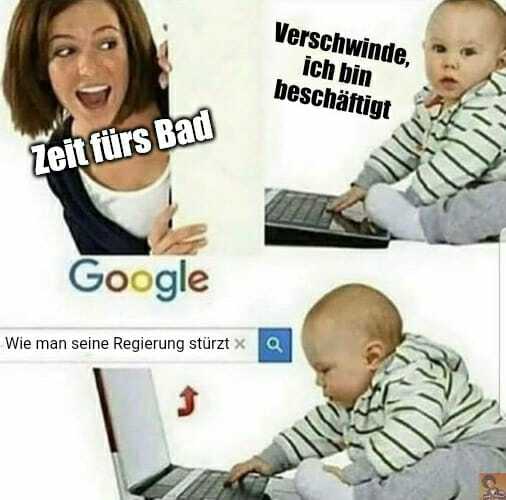 Zeit fürs Bad
Verschwinde,
ich bin
beschäftigt
Google
Wie man seine Regierung stürzt ×